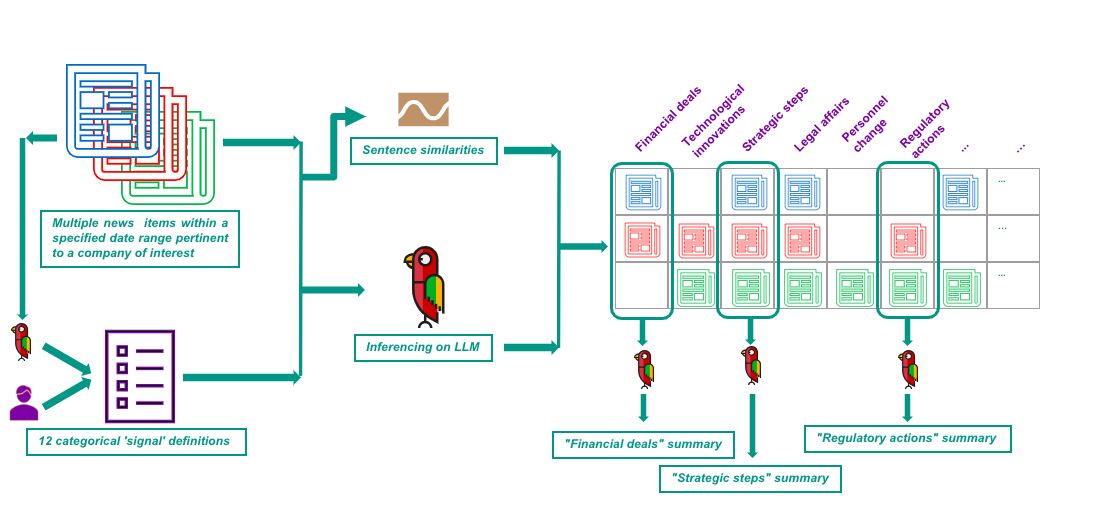 Financial deals
Technological
innovations
Strategic steps
Legal affairs
Personnel
change
Regulatory
actions
...
...
Sentence similarities
Multiple news items within a
specified date range pertinent
to a company of interest
...
...
...
Inferencing on LLM
12 categorical 'signal' definitions
"Financial deals" summary
"Regulatory actions" summary
"Strategic steps" summary